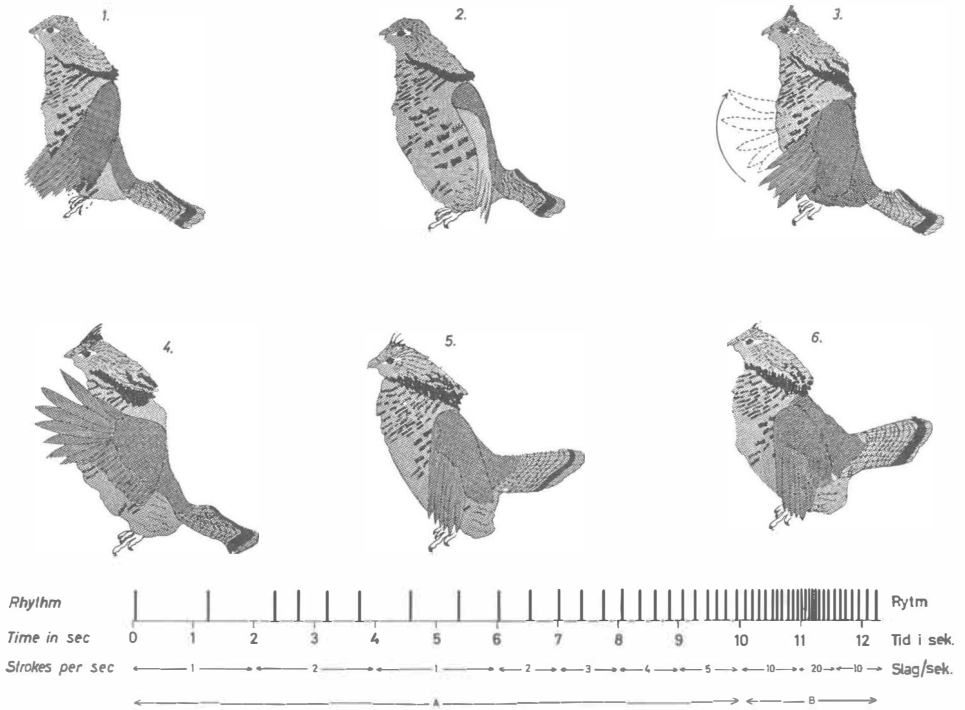 1.
2.
3.
4.
5.
6.
Rhythm Rytm
Time in sec 0 1 2 3 4 5 6 7 8 9 10 11 12 Tid i sek.
Strokes per sec 1 2 1 2 3 4 5 10 20 10 Slag/sek.
A B